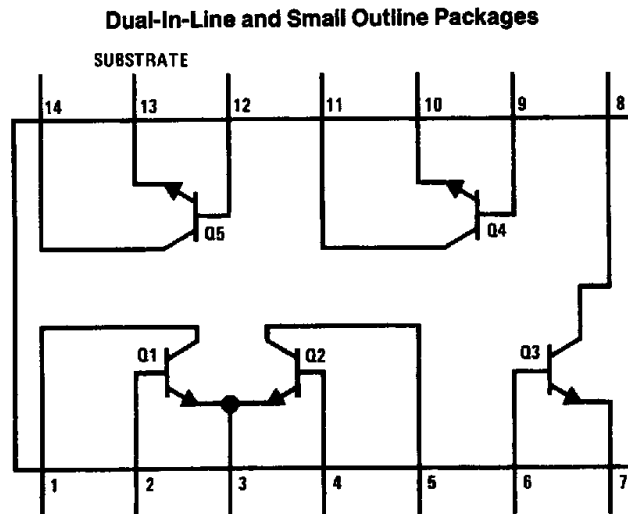 Dual-In-Line and Small Outline Packages
SUBSTRATE
14 13 12 11 10 9 8
Q5 Q4
Q1 Q2 Q3
1 2 3 4 5 6 7